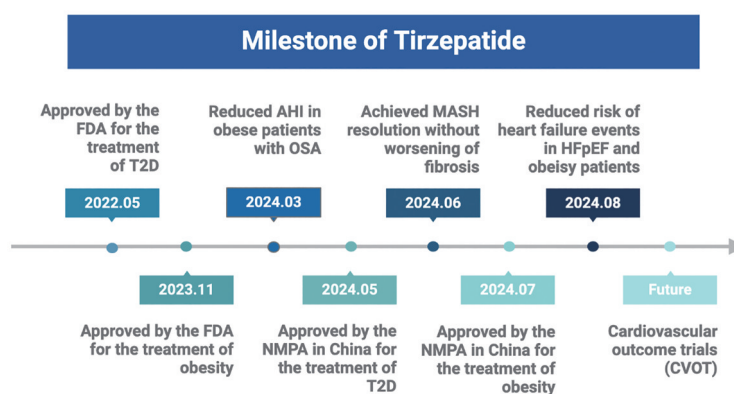 Milestone of Tirzepatide
Approved by the
FDA for the
treatment
of T2D
2022.05
Reduced AHI in
obese patients
with OSA
2024.03
Achieved MASH
resolution without
worsening of
fibrosis
2024.06
Reduced risk of
heart failure events
in HFpEF and
obeisy patients
2024.08
2023.11
Approved by the FDA
for the treatment of
obesity
2024.05
Approved by the
NMPA in China for
the treatment of
T2D
2024.07
Approved by the
NMPA in China for
the treatment of
obesity
Future
Cardiovascular
outcome trials
(CVOT)